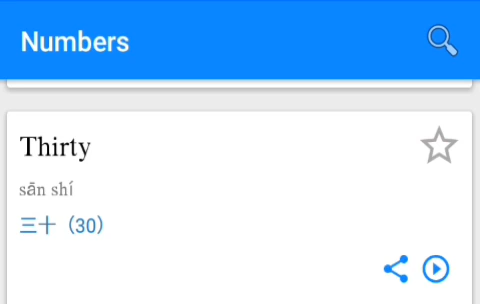 Numbers
Thirty
sān shí
三十（30）